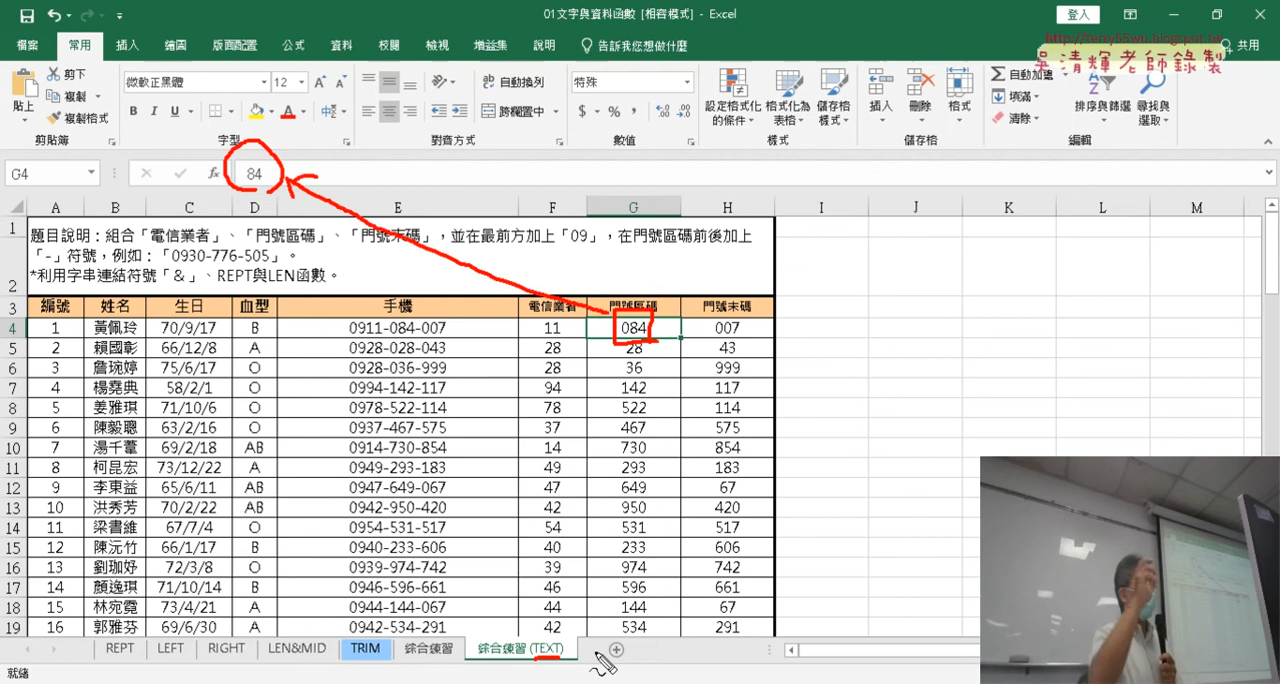 01文字與資料函數 [相容模式] - Excel
登入
http://terry55wu.blogspot.tw
吳清輝老師錄製
檔案 常用 插入 繪圖 版面配置 公式 資料 校閱 檢視 增益集 說明 告訴我您想做什麼 共用
貼上 剪下 複製 複製格式 剪貼簿
微軟正黑體 12 B I U 字型
自動換列 跨欄置中 對齊方式
特殊 $ % , 數值
設定格式化的條件 格式化為表格 儲存格樣式 樣式
插入 刪除 格式 儲存格
自動加總 填滿 清除 排序與篩選 尋找與選取 編輯
G4 fx 84
A B C D E F G H I J K L M
1 題目說明:組合「電信業者」、「門號區碼」、「門號末碼」,並在最前方加上「09」,在門號區碼前後加上
「-」符號,例如:「0930-776-505」。
2 *利用字串連結符號「&」、REPT與LEN函數。
3 編號 姓名 生日 血型 手機 電信業者 門號區碼 門號末碼
4 1 黃佩玲 70/9/17 B 0911-084-007 11 084 007
5 2 賴國彰 66/12/8 A 0928-028-043 28 28 43
6 3 詹琬婷 75/6/17 O 0928-036-999 28 36 999
7 4 楊堯典 58/2/1 O 0994-142-117 94 142 117
8 5 姜雅琪 71/10/6 O 0978-522-114 78 522 114
9 6 陳毅聰 63/2/16 O 0937-467-575 37 467 575
10 7 湯千葦 69/2/18 AB 0914-730-854 14 730 854
11 8 柯昆宏 73/12/22 A 0949-293-183 49 293 183
12 9 李東益 65/6/11 AB 0947-649-067 47 649 67
13 10 洪秀芳 70/2/22 AB 0942-950-420 42 950 420
14 11 梁書維 67/7/4 O 0954-531-517 54 531 517
15 12 陳沅竹 66/1/17 B 0940-233-606 40 233 606
16 13 劉珈妤 72/3/8 O 0939-974-742 39 974 742
17 14 顏逸琪 71/10/14 B 0946-596-661 46 596 661
18 15 林宛霓 73/4/21 A 0944-144-067 44 144 67
19 16 郭雅芬 69/6/30 A 0942-534-291 42 534 291
REPT LEFT RIGHT LEN&MID TRIM 綜合練習 綜合練習 (TEXT)
就緒